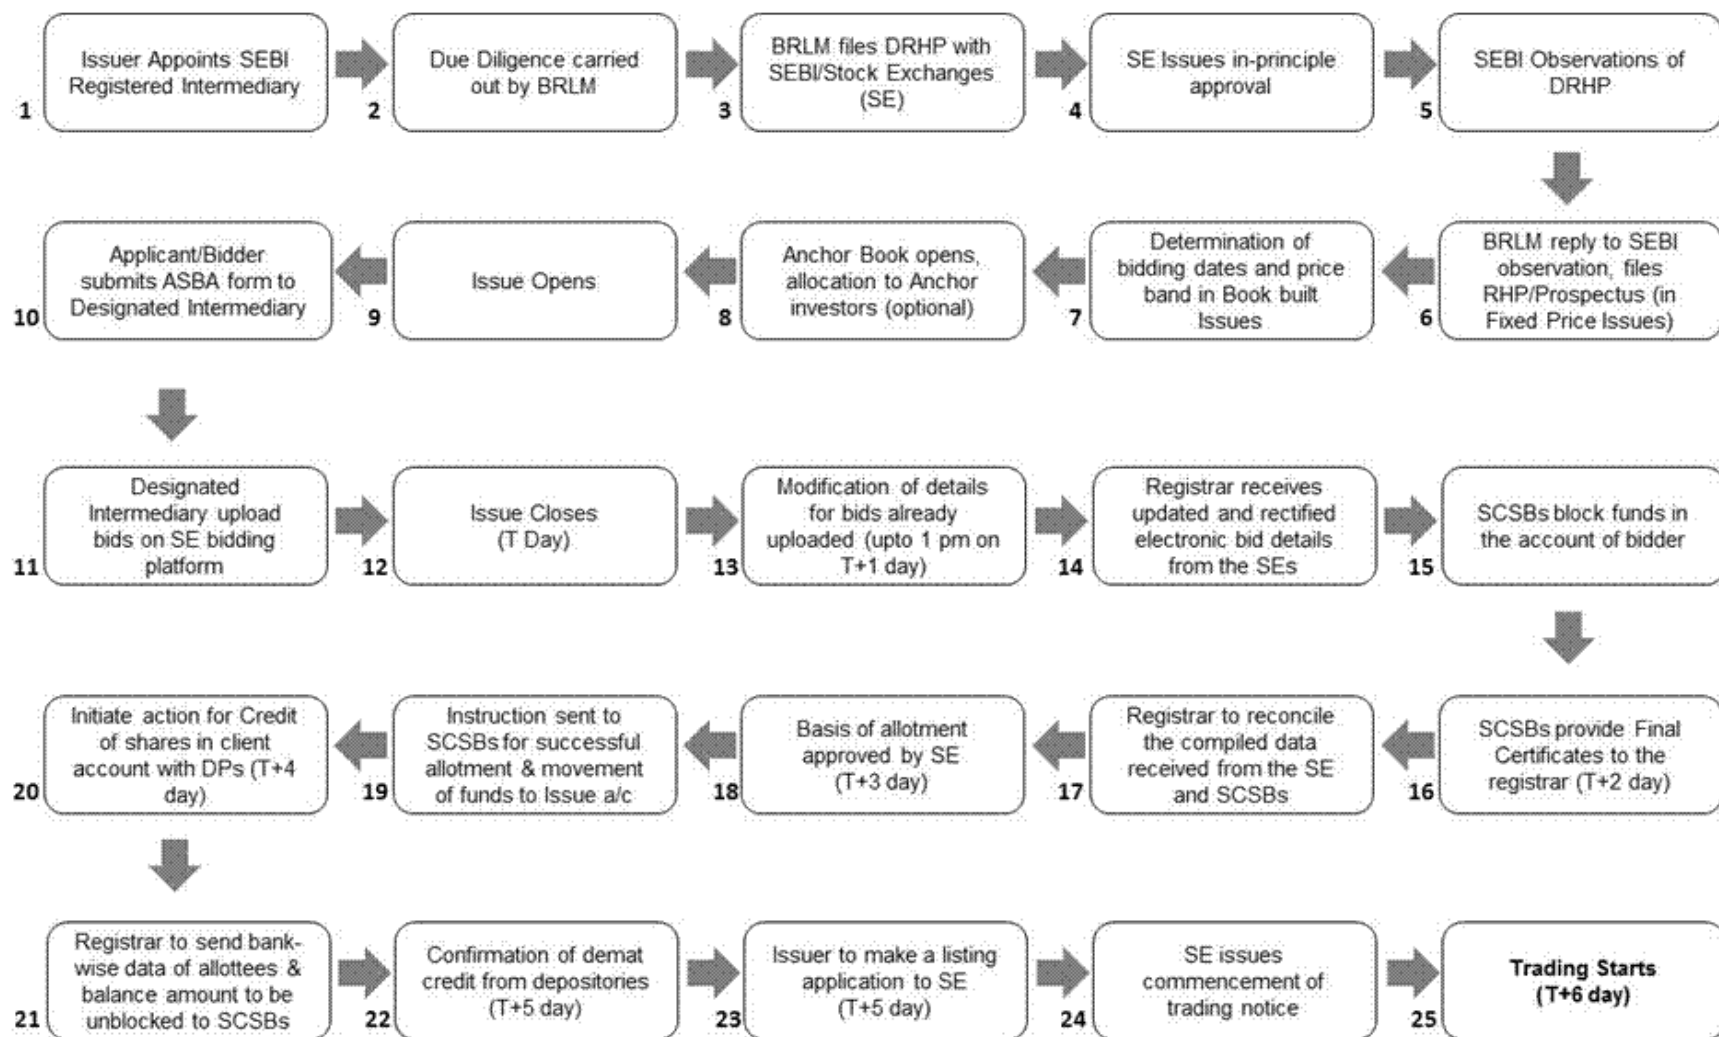 Issuer Appoints SEBI
Registered Intermediary
1
Due Diligence carried
out by BRLM
2
BRLM files DRHP with
SEBI/Stock Exchanges
(SE)
3
SE Issues in-principle
approval
4
SEBI Observations of
DRHP
5
BRLM reply to SEBI
observation, files
RHP/Prospectus (in
Fixed Price Issues)
6
Determination of
bidding dates and price
band in Book built
Issues
7
Anchor Book opens,
allocation to Anchor
investors (optional)
8
Issue Opens
9
Applicant/Bidder
submits ASBA form to
Designated Intermediary
10
Designated
Intermediary upload
bids on SE bidding
platform
11
Issue Closes
(T Day)
12
Modification of details
for bids already
uploaded (upto 1 pm on
T+1 day)
13
Registrar receives
updated and rectified
electronic bid details
from the SEs
14
SCSBs block funds in
the account of bidder
15
SCSBs provide Final
Certificates to the
registrar (T+2 day)
16
Registrar to reconcile
the compiled data
received from the SE
and SCSBs
17
Basis of allotment
approved by SE
(T+3 day)
18
Instruction sent to
SCSBs for successful
allotment & movement
of funds to Issue a/c
19
Initiate action for Credit
of shares in client
account with DPs (T+4
day)
20
Registrar to send bank-
wise data of allottees &
balance amount to be
unblocked to SCSBs
21
Confirmation of demat
credit from depositories
(T+5 day)
22
Issuer to make a listing
application to SE
(T+5 day)
23
SE issues
commencement of
trading notice
24
Trading Starts
(T+6 day)
25